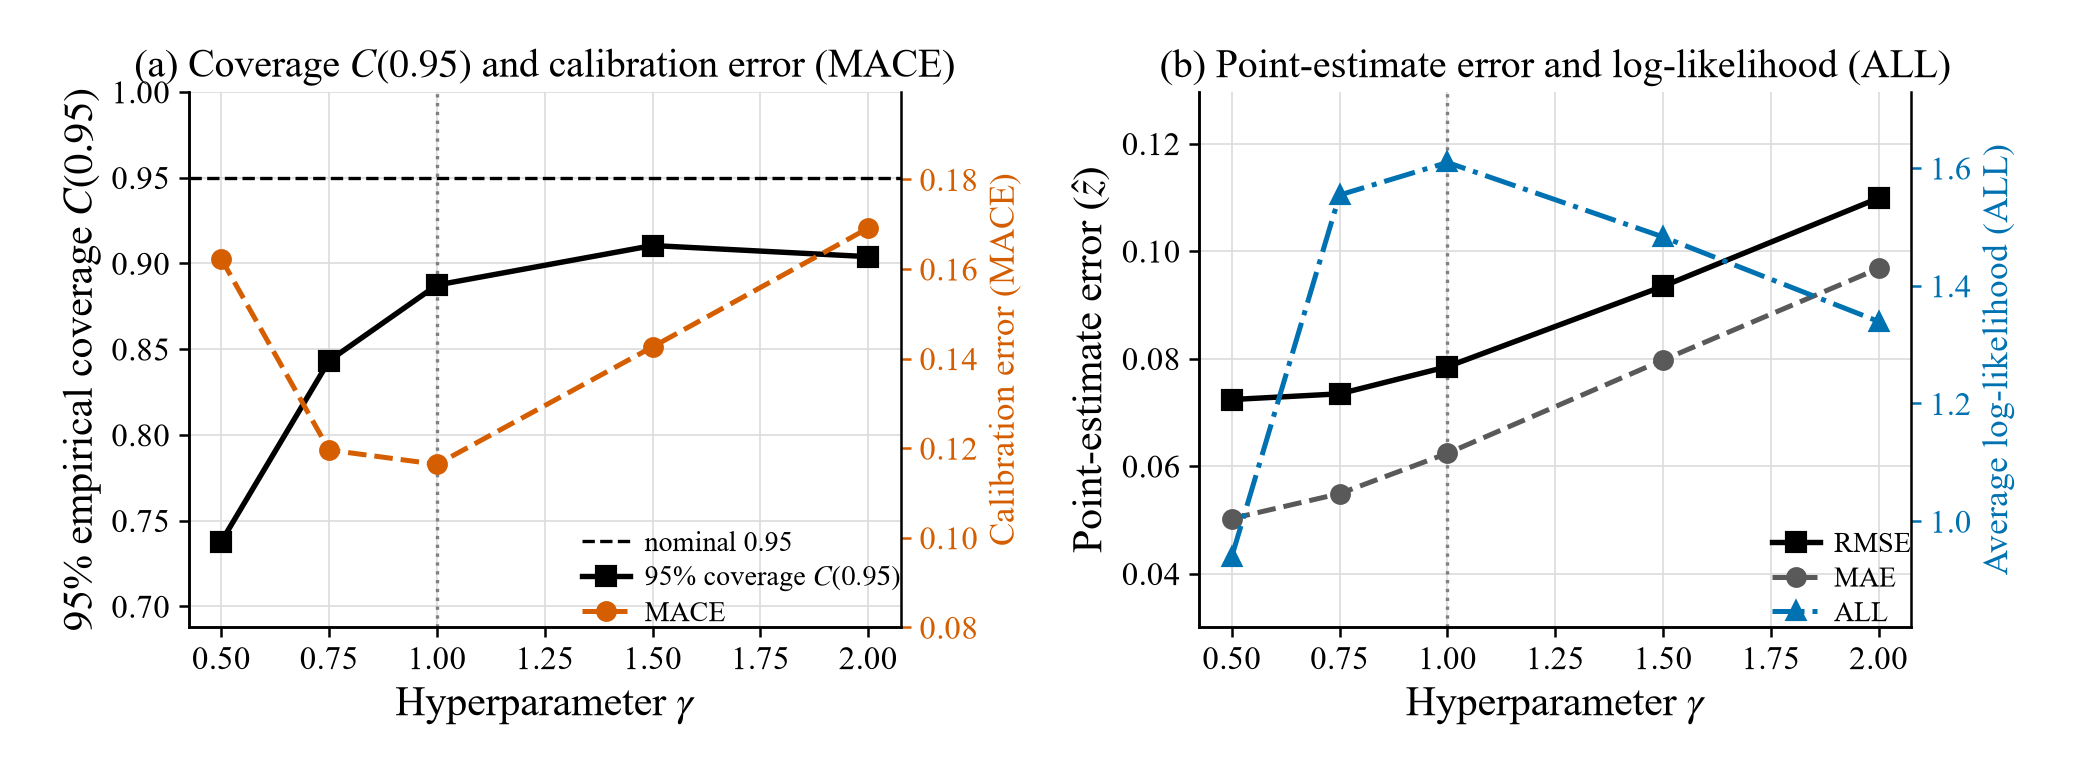 (a) Coverage C(0.95) and calibration error (MACE)
95% empirical coverage C(0.95)
1.00
0.95
0.90
0.85
0.80
0.75
0.70
0.18
0.16
0.14
0.12
0.10
0.08
Calibration error (MACE)
nominal 0.95
95% coverage C(0.95)
MACE
0.50 0.75 1.00 1.25 1.50 1.75 2.00
Hyperparameter γ
(b) Point-estimate error and log-likelihood (ALL)
Point-estimate error (ẑ)
0.12
0.10
0.08
0.06
0.04
1.6
1.4
1.2
1.0
Average log-likelihood (ALL)
RMSE
MAE
ALL
0.50 0.75 1.00 1.25 1.50 1.75 2.00
Hyperparameter γ